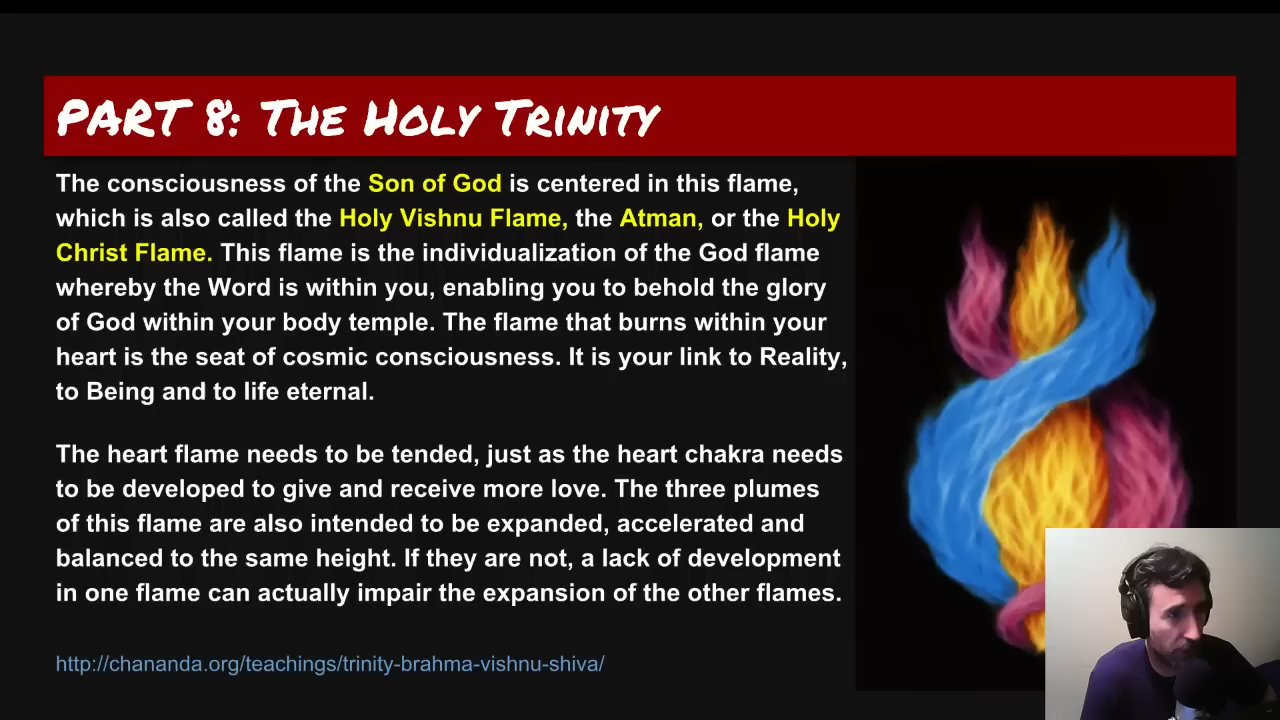 PART 8: THE HOLY TRINITY
The consciousness of the Son of God is centered in this flame,
which is also called the Holy Vishnu Flame, the Atman, or the Holy
Christ Flame. This flame is the individualization of the God flame
whereby the Word is within you, enabling you to behold the glory
of God within your body temple. The flame that burns within your
heart is the seat of cosmic consciousness. It is your link to Reality,
to Being and to life eternal.
The heart flame needs to be tended, just as the heart chakra needs
to be developed to give and receive more love. The three plumes
of this flame are also intended to be expanded, accelerated and
balanced to the same height. If they are not, a lack of development
in one flame can actually impair the expansion of the other flames.
http://chananda.org/teachings/trinity-brahma-vishnu-shiva/